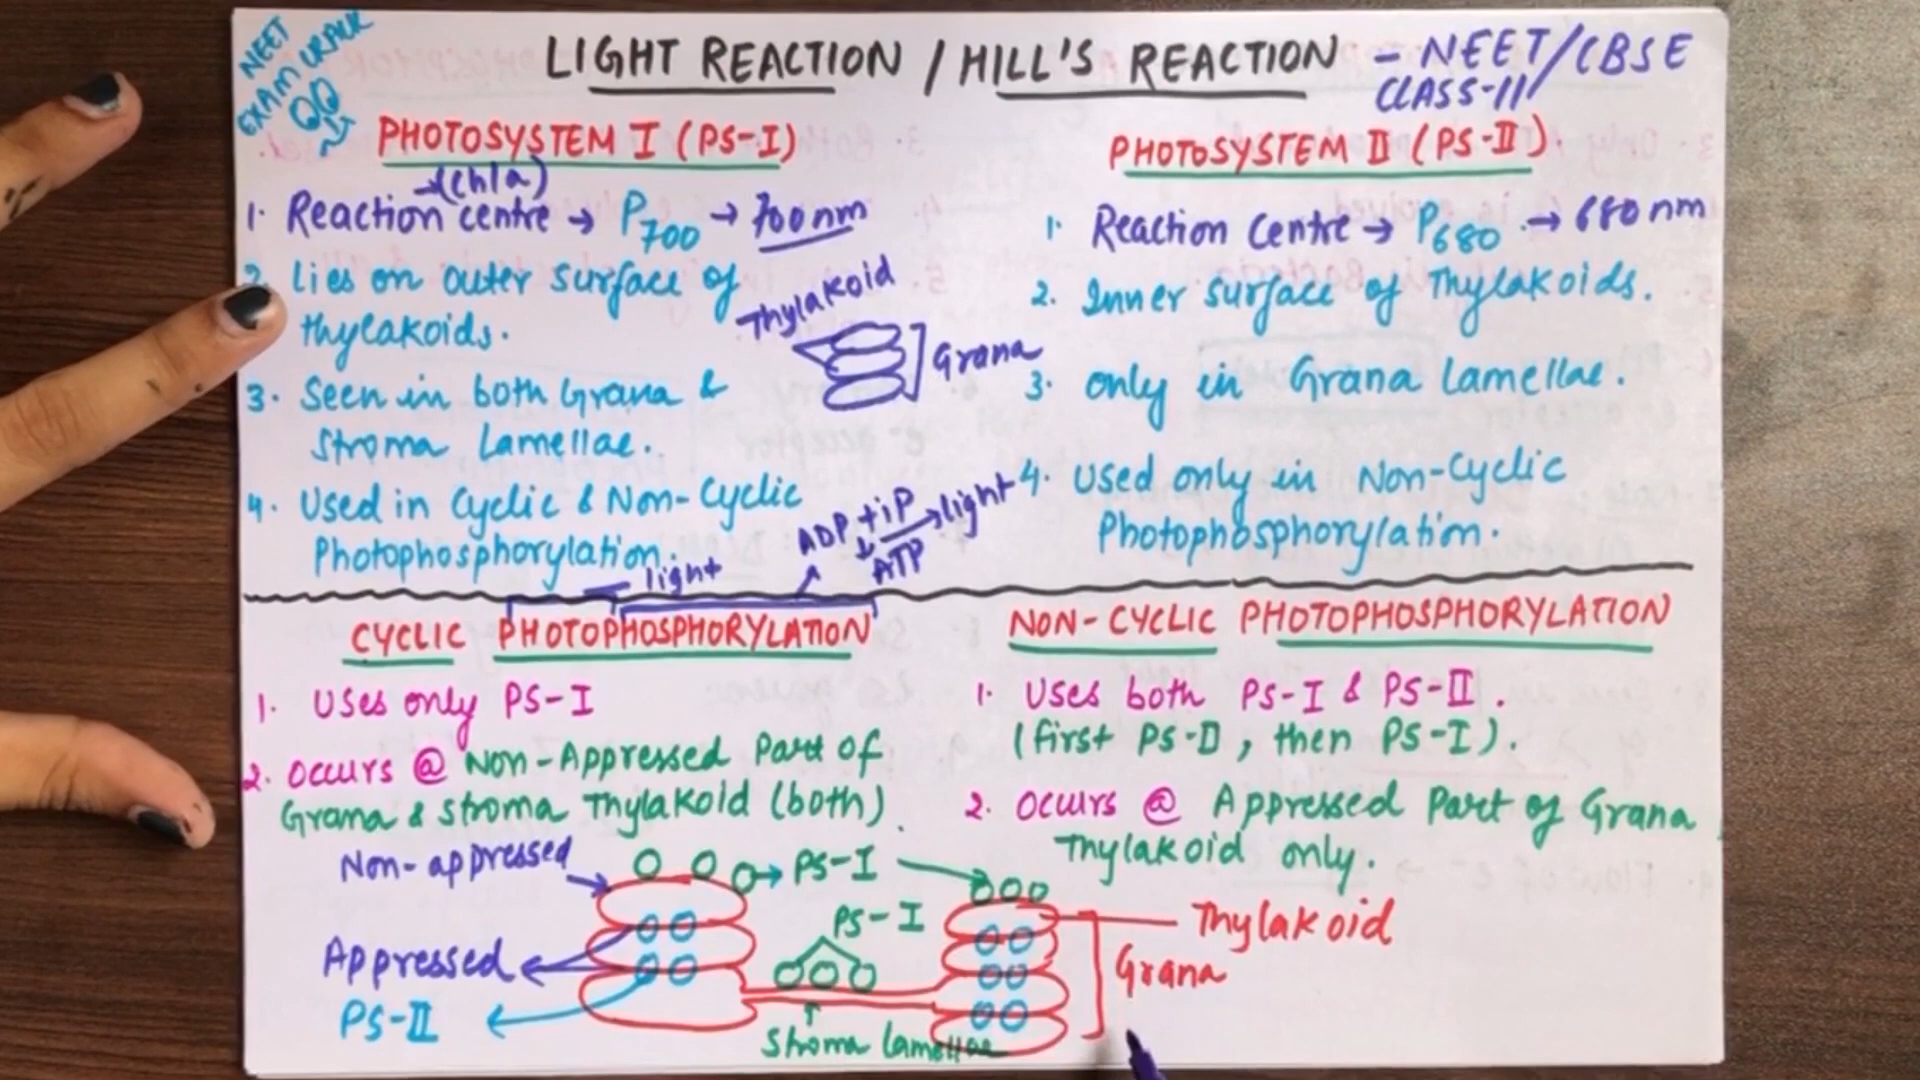 NEET
EXAM CRACK
LIGHT REACTION / HILL'S REACTION - NEET/CBSE
CLASS-11
PHOTOSYSTEM I (PS-I)
→(chla)
1. Reaction centre → P700 → 700nm
2. Lies on outer surface of
thylakoids.
3. Seen in both Grana &
Stroma Lamellae.
4. Used in Cyclic & Non-Cyclic
Photophosphorylation.
Thylakoid
Grana
ADP + iP → light
↓
ATP
light
PHOTOSYSTEM II (PS-II).
1. Reaction Centre → P680 → 680nm
2. Inner surface of Thylakoids.
3. only in Grana Lamellae.
4. Used only in Non-Cyclic
Photophosphorylation.
CYCLIC PHOTOPHOSPHORYLATION
1. Uses only PS-I
2. Occurs @ Non-Appressed Part of
Grana & Stroma Thylakoid (both).
NON-CYCLIC PHOTOPHOSPHORYLATION
1. Uses both PS-I & PS-II.
(first PS-II, then PS-I).
2. Occurs @ Appressed Part of Grana
Thylakoid only.
Non-appressed
→ PS-I
PS-I
Appressed
PS-II
Stroma lamellae
Thylakoid
Grana